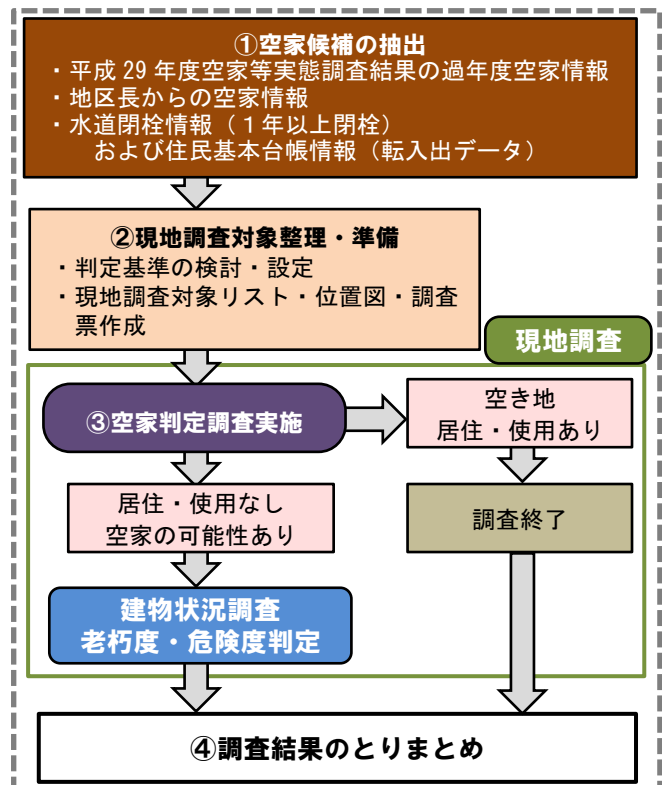 ①空家候補の抽出
・平成 29 年度空家等実態調査結果の過年度空家情報
・地区長からの空家情報
・水道閉栓情報（１年以上閉栓）
および住民基本台帳情報（転入出データ）
②現地調査対象整理・準備
・判定基準の検討・設定
・現地調査対象リスト・位置図・調査
票作成
現地調査
③空家判定調査実施
空き地
居住・使用あり
居住・使用なし
空家の可能性あり
調査終了
建物状況調査
老朽度・危険度判定
④調査結果のとりまとめ